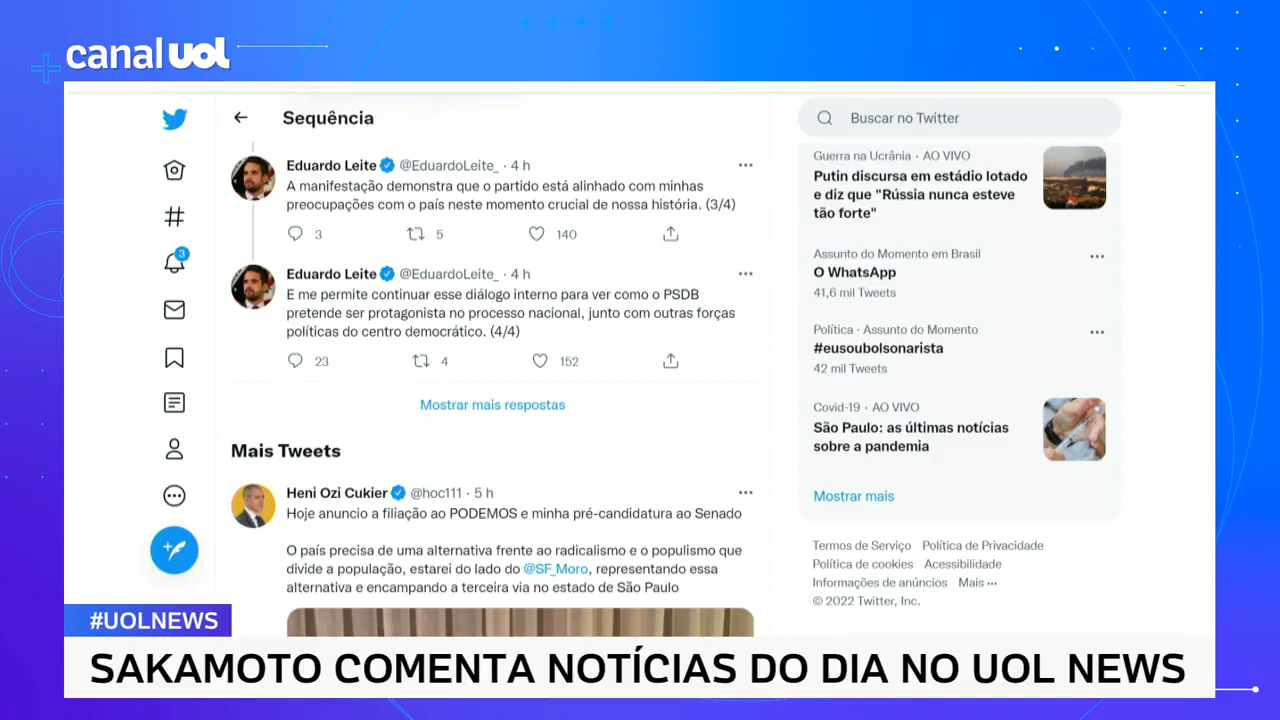 canal uol
Sequência
Eduardo Leite @EduardoLeite_ · 4 h
A manifestação demonstra que o partido está alinhado com minhas
preocupações com o país neste momento crucial de nossa história. (3/4)
3 5 140
Eduardo Leite @EduardoLeite_ · 4 h
E me permite continuar esse diálogo interno para ver como o PSDB
pretende ser protagonista no processo nacional, junto com outras forças
políticas do centro democrático. (4/4)
23 4 152
Mostrar mais respostas
Mais Tweets
Heni Ozi Cukier @hoc111 · 5 h
Hoje anuncio a filiação ao PODEMOS e minha pré-candidatura ao Senado
O país precisa de uma alternativa frente ao radicalismo e o populismo que
divide a população, estarei do lado do @SF_Moro, representando essa
alternativa e encampando a terceira via no estado de São Paulo
3
Buscar no Twitter
Guerra na Ucrânia · AO VIVO
Putin discursa em estádio lotado
e diz que "Rússia nunca esteve
tão forte"
Assunto do Momento em Brasil
O WhatsApp
41,6 mil Tweets
Política · Assunto do Momento
#eusoubolsonarista
42 mil Tweets
Covid-19 · AO VIVO
São Paulo: as últimas notícias
sobre a pandemia
Mostrar mais
Termos de Serviço Política de Privacidade
Política de cookies Acessibilidade
Informações de anúncios Mais ···
© 2022 Twitter, Inc.
#UOLNEWS
SAKAMOTO COMENTA NOTÍCIAS DO DIA NO UOL NEWS